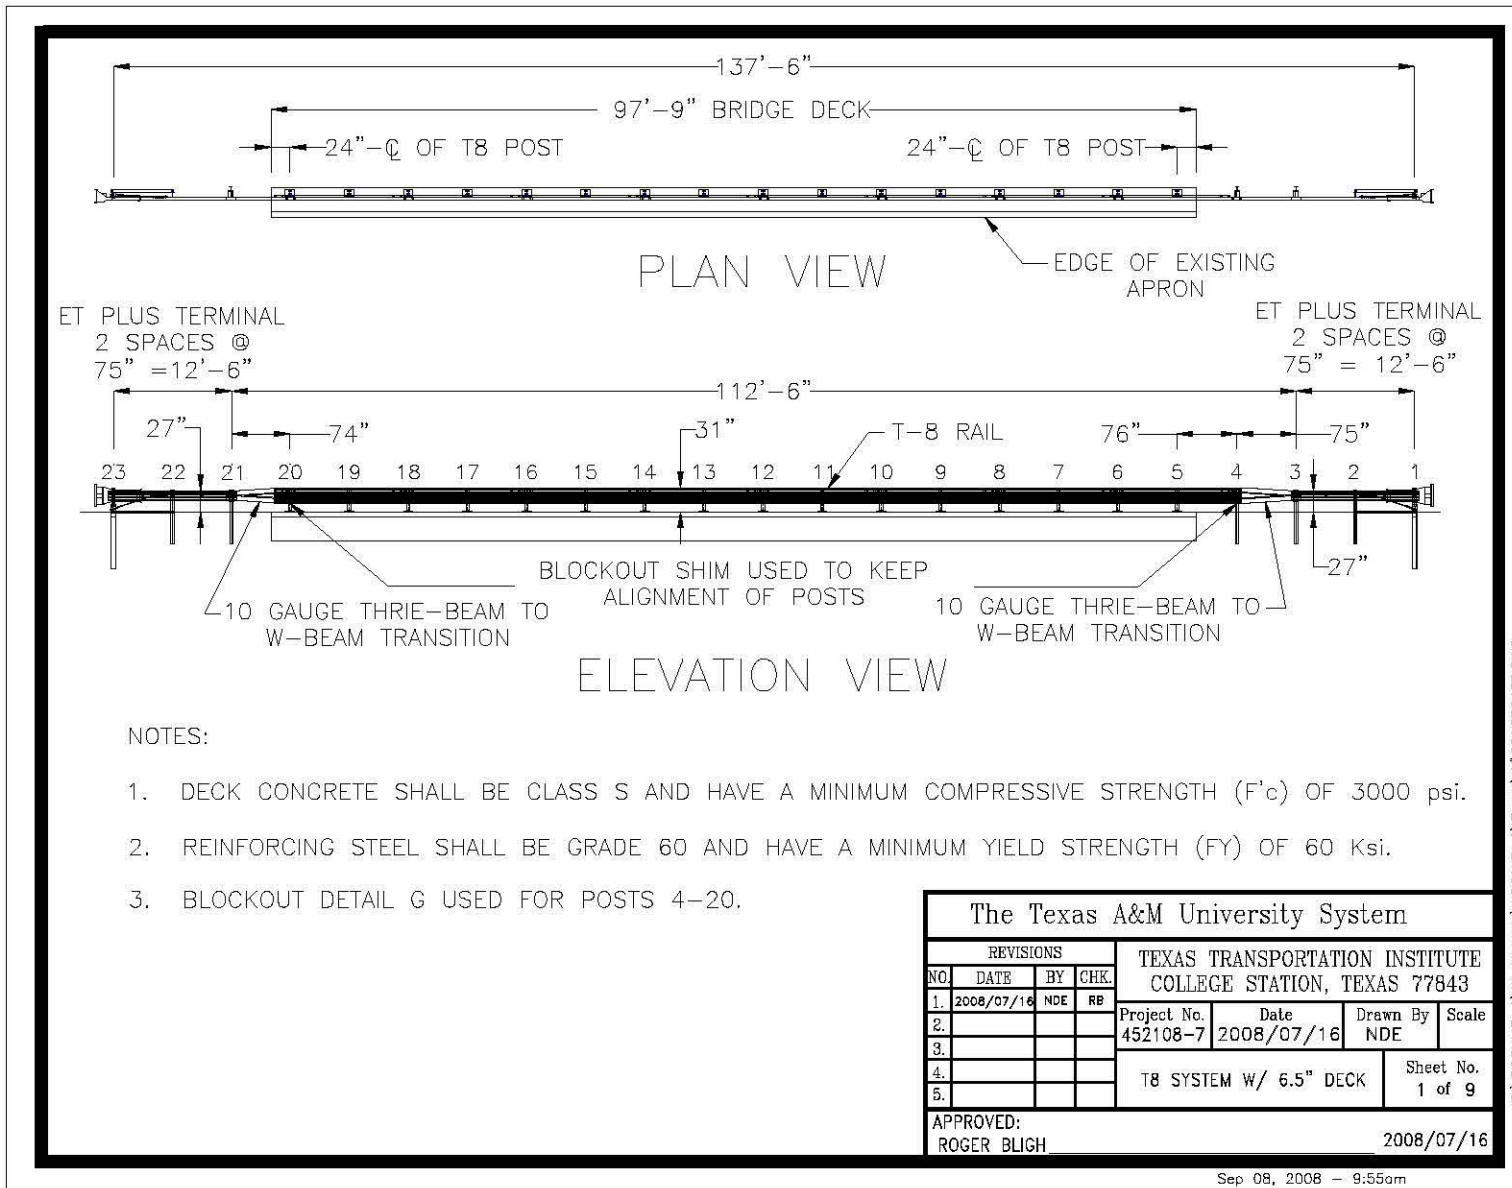 137'-6"
97'-9" BRIDGE DECK
24"-℄ OF T8 POST
24"-℄ OF T8 POST
PLAN VIEW
EDGE OF EXISTING
APRON
ET PLUS TERMINAL
2 SPACES @
75" =12'-6"
ET PLUS TERMINAL
2 SPACES @
75" = 12'-6"
112'-6"
27"
74"
31"
T-8 RAIL
76"
75"
23 22 21 20 19 18 17 16 15 14 13 12 11 10 9 8 7 6 5 4 3 2 1
27"
BLOCKOUT SHIM USED TO KEEP
ALIGNMENT OF POSTS
10 GAUGE THRIE-BEAM TO
W-BEAM TRANSITION
10 GAUGE THRIE-BEAM TO
W-BEAM TRANSITION
ELEVATION VIEW
NOTES:
1. DECK CONCRETE SHALL BE CLASS S AND HAVE A MINIMUM COMPRESSIVE STRENGTH (F'c) OF 3000 psi.
2. REINFORCING STEEL SHALL BE GRADE 60 AND HAVE A MINIMUM YIELD STRENGTH (FY) OF 60 Ksi.
3. BLOCKOUT DETAIL G USED FOR POSTS 4-20.
The Texas A&M University System
REVISIONS
NO. DATE BY CHK.
1. 2008/07/16 NDE RB
2.
3.
4.
5.
TEXAS TRANSPORTATION INSTITUTE
COLLEGE STATION, TEXAS 77843
Project No. Date Drawn By Scale
452108-7 2008/07/16 NDE
T8 SYSTEM W/ 6.5" DECK
Sheet No.
1 of 9
APPROVED:
ROGER BLIGH 2008/07/16
Sep 08, 2008 - 9:55am